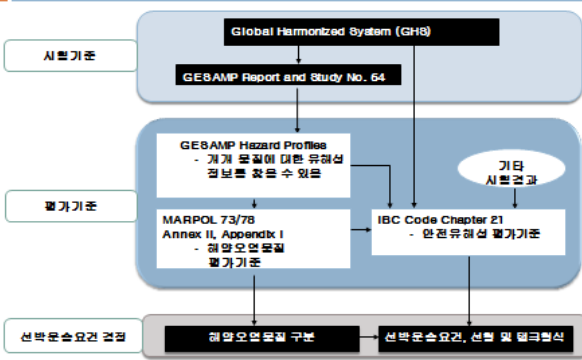 Global Harmonized System (GHS)
시험기준
GESAMP Report and Study No. 64
GESAMP Hazard Profiles
- 개개 물질에 대한 유해성
정보를 찾을 수 있음
기타
시험결과
평가기준
MARPOL 73/78
Annex II, Appendix I
- 해양오염물질
평가기준
IBC Code Chapter 21
- 안전유해성 평가기준
선박운송요건 결정
해양오염물질 구분
선박운송요건, 선형 및 탱크형식